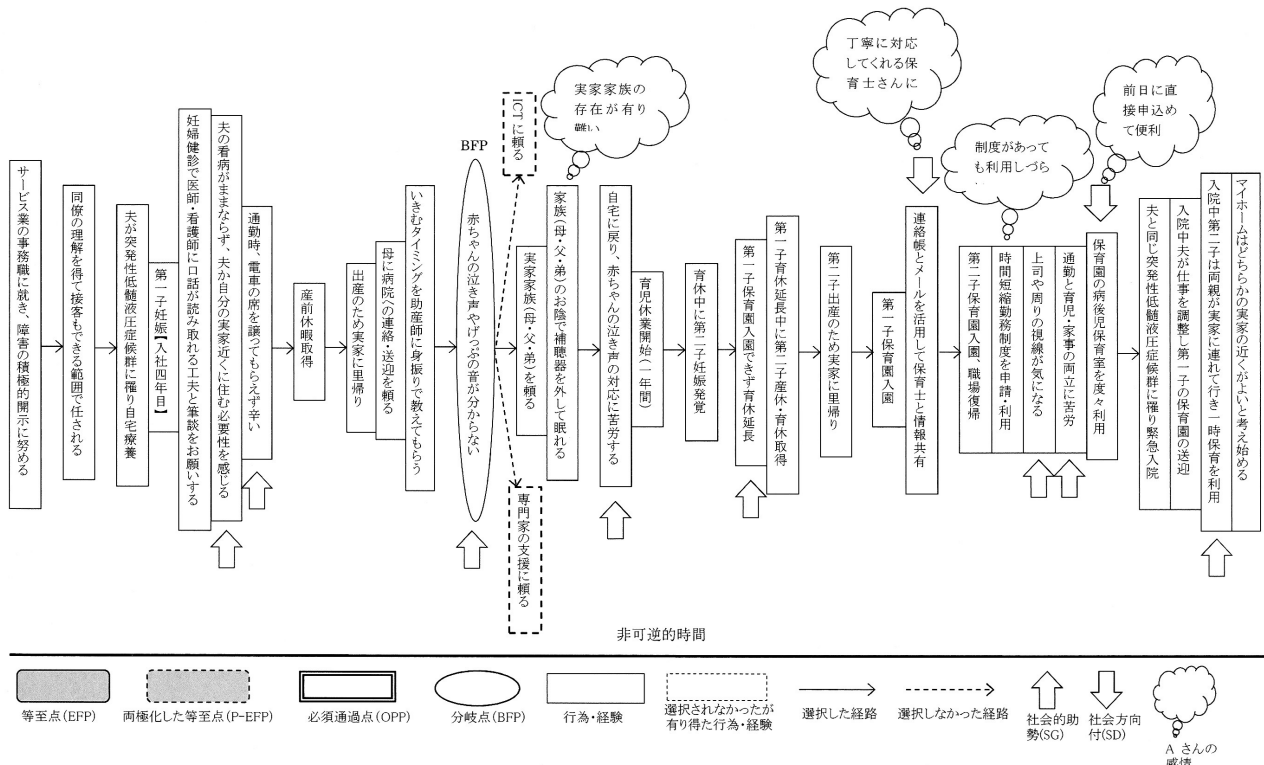 サービス業の事務職に就き、障害の積極的開示に努める
同僚の理解を得て接客もできる範囲で任される
夫が突発性低髄液圧症候群に罹り自宅療養
第一子妊娠【入社四年目】
妊婦健診で医師・看護師に口話が読み取れる工夫と筆談をお願いする
夫の看病がままならず、夫か自分の実家近くに住む必要性を感じる
通勤時、電車の席を譲ってもらえず辛い
産前休暇取得
出産のため実家に里帰り
母に病院への連絡・送迎を頼る
いきむタイミングを助産師に身振りで教えてもらう
BFP
赤ちゃんの泣き声やげっぷの音が分からない
ICTに頼る
専門家の支援に頼る
実家家族(母・父・弟)を頼る
実家家族の
存在が有り
難い
家族(母・父・弟)のお陰で補聴器を外して眠れる
自宅に戻り、赤ちゃんの泣き声の対応に苦労する
育児休業開始(一年間)
育休中に第二子妊娠発覚
第一子保育園入園できず育休延長
第一子育休延長中に第二子産休・育休取得
第二子出産のため実家に里帰り
第一子保育園入園
丁寧に対応
してくれる保
育士さんに
連絡帳とメールを活用して保育士と情報共有
第二子保育園入園、職場復帰
制度があって
も利用しづら
時間短縮勤務制度を申請・利用
上司や周りの視線が気になる
通勤と育児・家事の両立に苦労
前日に直
接申込め
て便利
保育園の病後児保育室を度々利用
夫と同じ突発性低髄液圧症候群に罹り緊急入院
入院中夫が仕事を調整し第一子の保育園の送迎
入院中第二子は両親が実家に連れて行き一時保育を利用
マイホームはどちらかの実家の近くがよいと考え始める
非可逆的時間
等至点(EFP)
両極化した等至点(P-EFP)
必須通過点(OPP)
分岐点(BFP)
行為・経験
選択されなかったが
有り得た行為・経験
選択した経路
選択しなかった経路
社会的助
勢(SG)
社会方向
付(SD)
Aさんの
感情